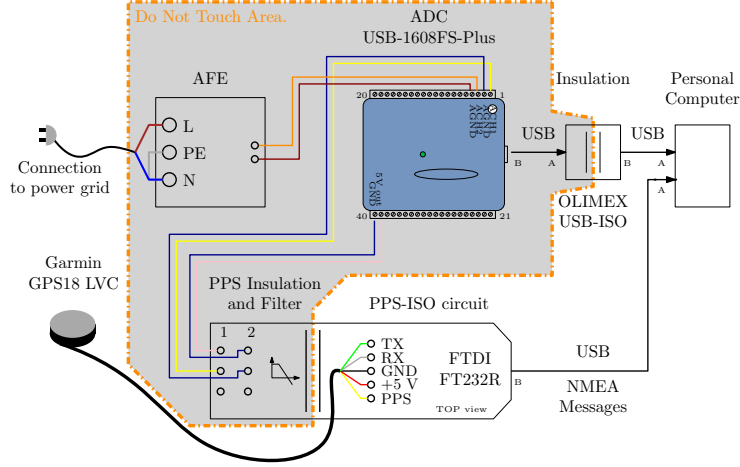 Do Not Touch Area.
ADC
USB-1608FS-Plus
AFE
Insulation
Personal
Computer
20
1
L
PE
N
CH1
AGND
CH2
AGND
USB
USB
B
A
B
A
A
Connection
to power grid
5V out
GND
40
21
OLIMEX
USB-ISO
Garmin
GPS18 LVC
PPS Insulation
and Filter
PPS-ISO circuit
1 2
TX
RX
GND
+5 V
PPS
FTDI
FT232R
TOP view
B
USB
NMEA
Messages